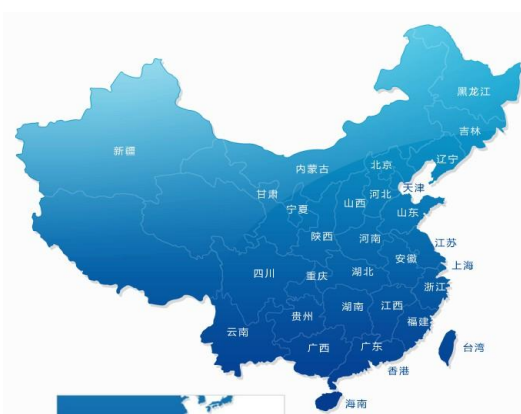 黑龙江
吉林
辽宁
新疆
内蒙古
北京
天津
甘肃
宁夏
山西
河北
山东
陕西
河南
江苏
四川
重庆
湖北
安徽
上海
浙江
贵州
湖南
江西
福建
云南
广西
广东
台湾
香港
海南